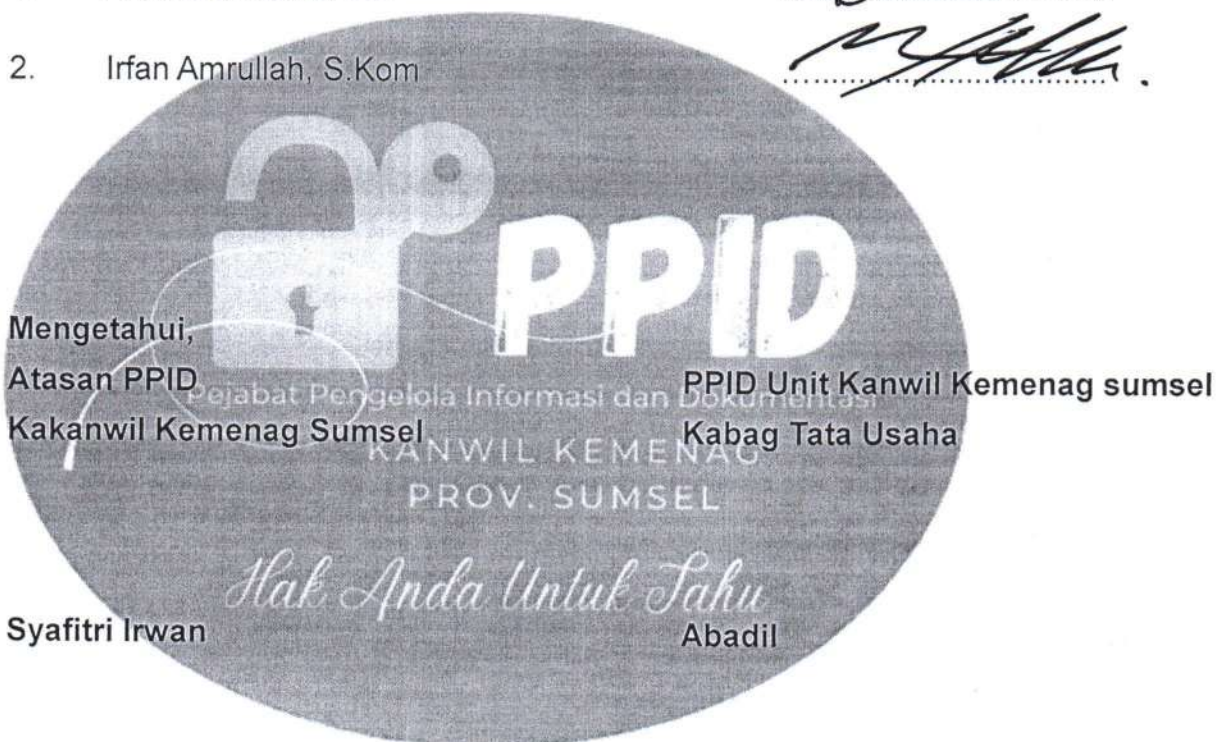 2. Irfan Amrullah, S.Kom
PPID
Mengetahui,
Atasan PPID
PPID Unit Kanwil Kemenag sumsel
Pejabat Pengelola Informasi dan Dokumentasi
Kakanwil Kemenag Sumsel
Kabag Tata Usaha
KANWIL KEMENAG
PROV. SUMSEL
Hak Anda Untuk Tahu
Syafitri Irwan
Abadil